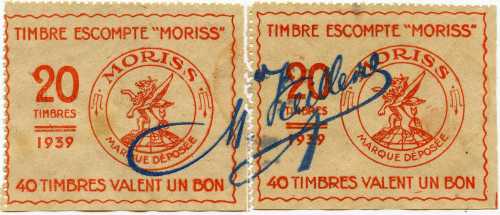 TIMBRE ESCOMPTE "MORISS"
20
TIMBRES
1939
MORISS
MARQUE DÉPOSÉE
40 TIMBRES VALENT UN BON
TIMBRE ESCOMPTE "MORISS"
20
TIMBRES
1939
MORISS
MARQUE DÉPOSÉE
40 TIMBRES VALENT UN BON